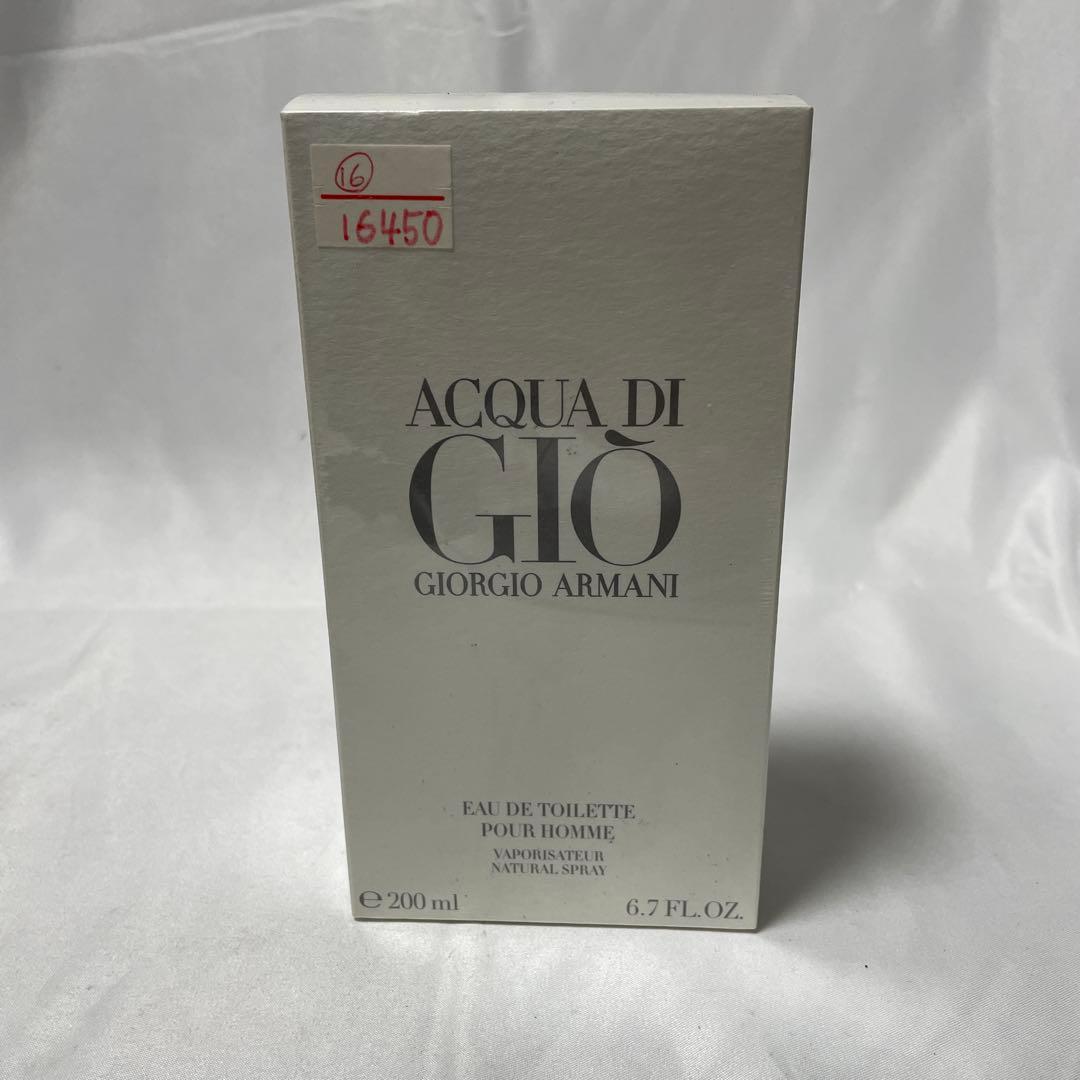 16
16450
ACQUA DI
GIÒ
GIORGIO ARMANI
EAU DE TOILETTE
POUR HOMME
VAPORISATEUR
NATURAL SPRAY
℮ 200 ml
6.7 FL.OZ.